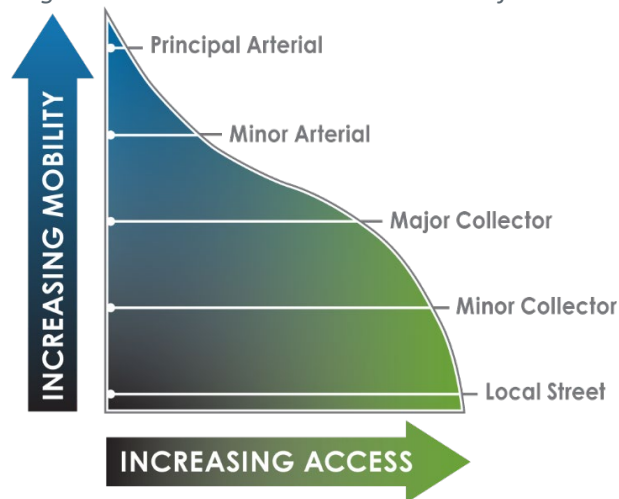 Principal Arterial
Minor Arterial
Major Collector
Minor Collector
Local Street
INCREASING MOBILITY
INCREASING ACCESS